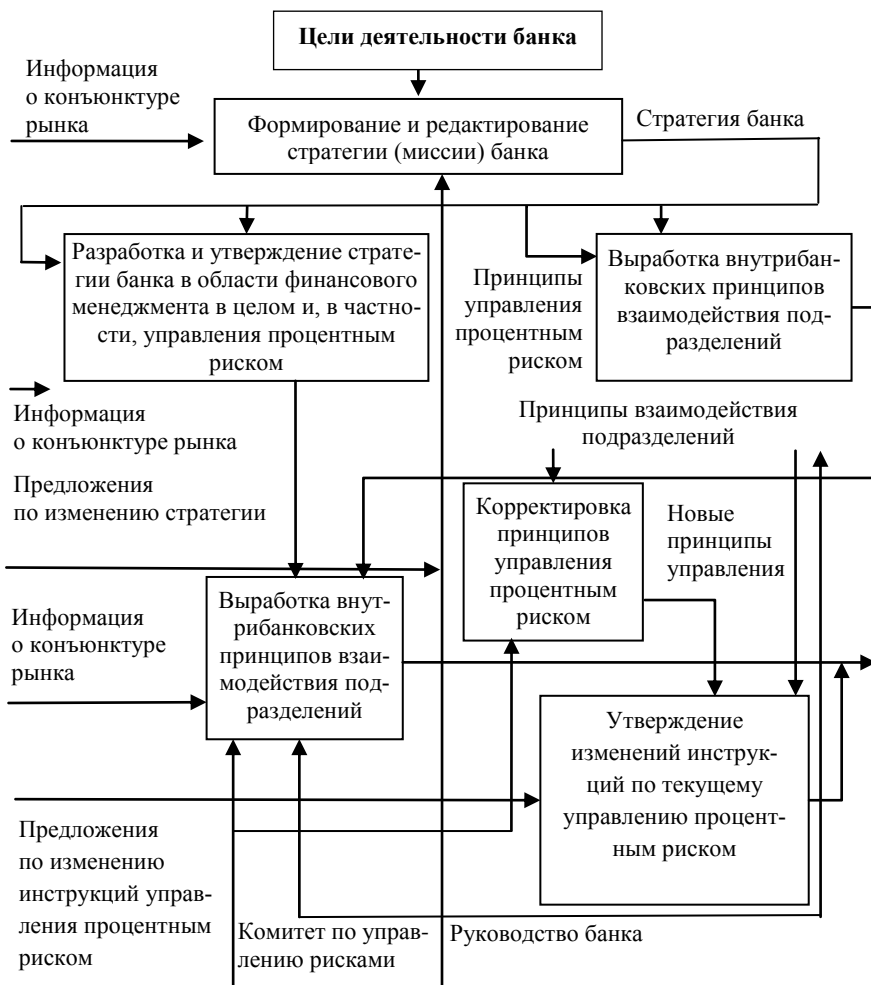 Цели деятельности банка
Информация
о конъюнктуре
рынка
Формирование и редактирование
стратегии (миссии) банка
Стратегия банка
Разработка и утверждение страте-
гии банка в области финансового
менеджмента в целом и, в частно-
сти, управления процентным
риском
Принципы
управления
процентным
риском
Выработка внутрибан-
ковских принципов
взаимодействия под-
разделений
Информация
о конъюнктуре рынка
Принципы взаимодействия
подразделений
Предложения
по изменению стратегии
Корректировка
принципов
управления
процентным
риском
Новые
принципы
управления
Информация
о конъюнктуре
рынка
Выработка внут-
рибанковских
принципов взаи-
модействия под-
разделений
Утверждение
изменений инструк-
ций по текущему
управлению процент-
ным риском
Предложения
по изменению
инструкций управ-
ления процентным
риском
Комитет по управ-
лению рисками
Руководство банка